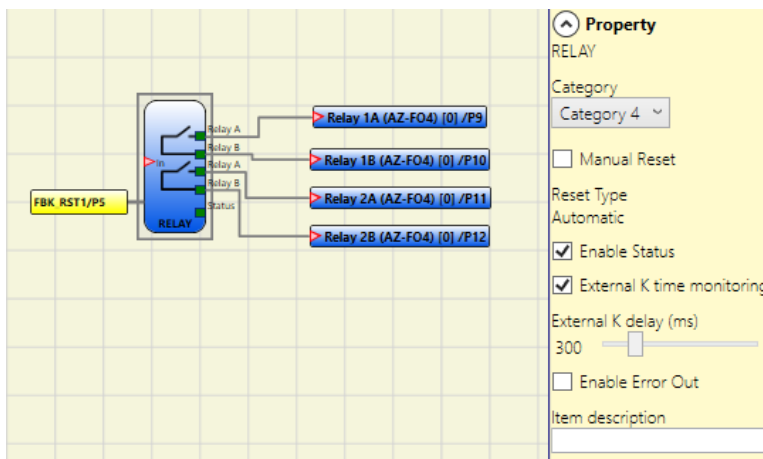 Relay A
Relay B
In
Relay A
Relay B
Status
RELAY
FBK_RST1/P5
Relay 1A (AZ-FO4) [0] /P9
Relay 1B (AZ-FO4) [0] /P10
Relay 2A (AZ-FO4) [0] /P11
Relay 2B (AZ-FO4) [0] /P12
Property
RELAY
Category
Category 4
Manual Reset
Reset Type
Automatic
Enable Status
External K time monitoring
External K delay (ms)
300
Enable Error Out
Item description